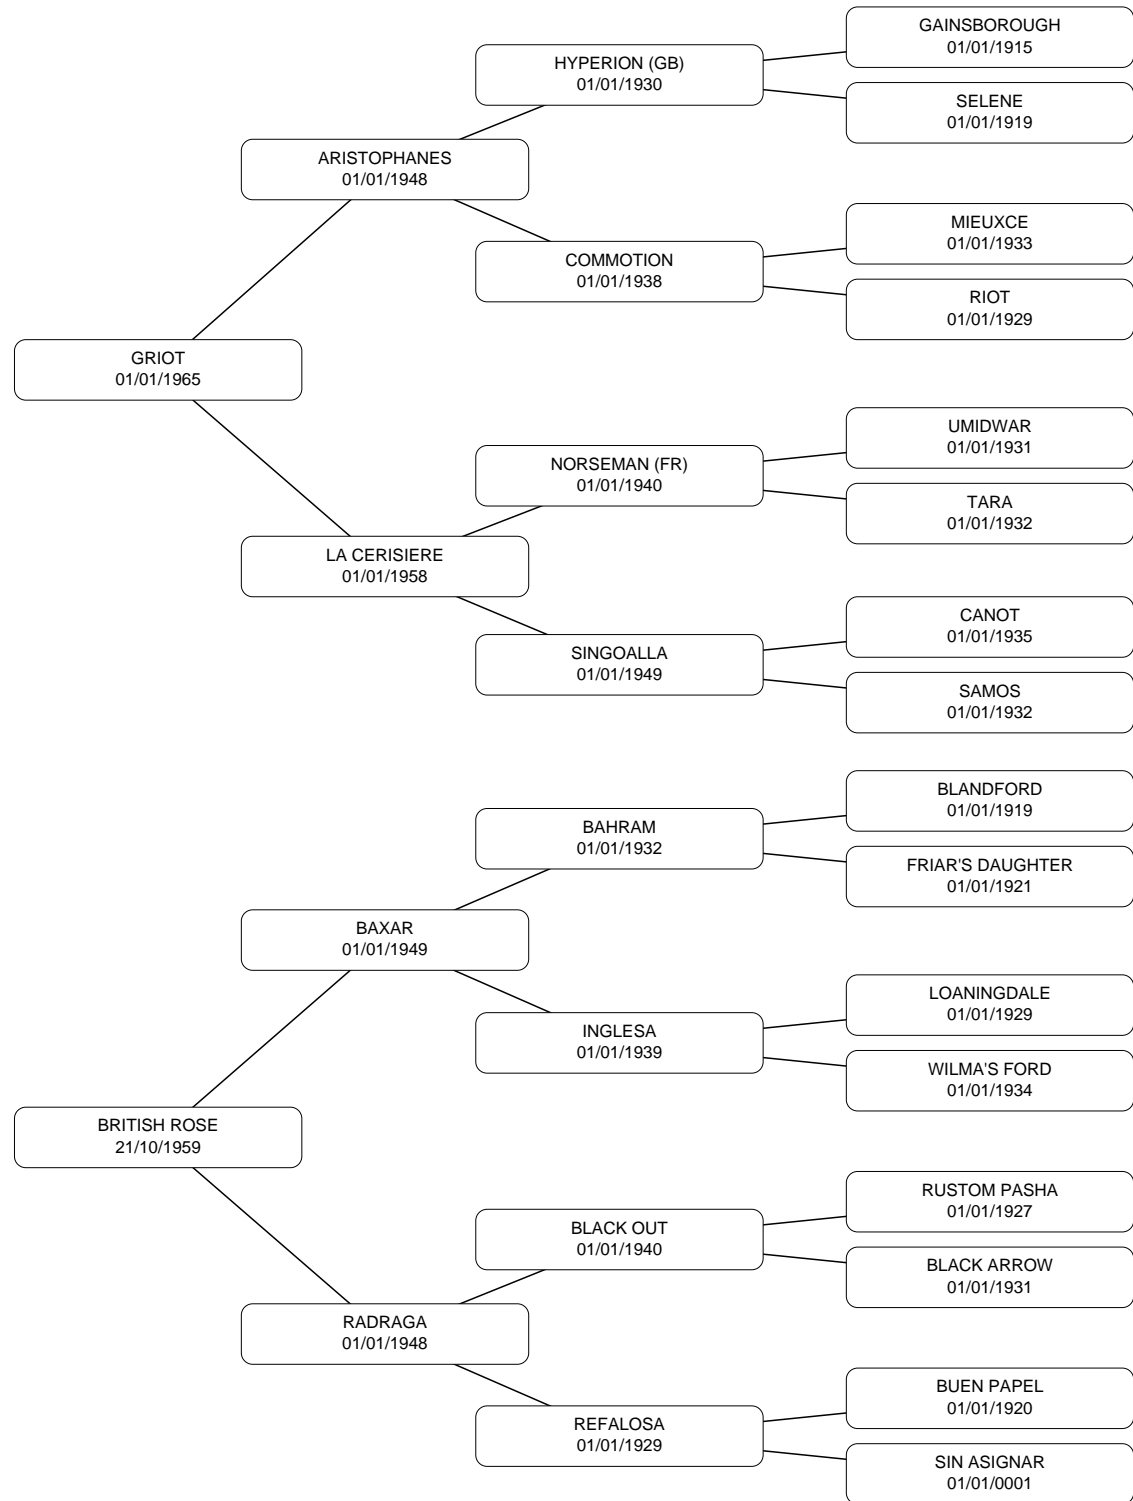 GAINSBOROUGH
01/01/1915
HYPERION (GB)
01/01/1930
SELENE
01/01/1919
ARISTOPHANES
01/01/1948
MIEUXCE
01/01/1933
COMMOTION
01/01/1938
RIOT
01/01/1929
GRIOT
01/01/1965
UMIDWAR
01/01/1931
NORSEMAN (FR)
01/01/1940
TARA
01/01/1932
LA CERISIERE
01/01/1958
CANOT
01/01/1935
SINGOALLA
01/01/1949
SAMOS
01/01/1932
BLANDFORD
01/01/1919
BAHRAM
01/01/1932
FRIAR'S DAUGHTER
01/01/1921
BAXAR
01/01/1949
LOANINGDALE
01/01/1929
INGLESA
01/01/1939
WILMA'S FORD
01/01/1934
BRITISH ROSE
21/10/1959
RUSTOM PASHA
01/01/1927
BLACK OUT
01/01/1940
BLACK ARROW
01/01/1931
RADRAGA
01/01/1948
BUEN PAPEL
01/01/1920
REFALOSA
01/01/1929
SIN ASIGNAR
01/01/0001